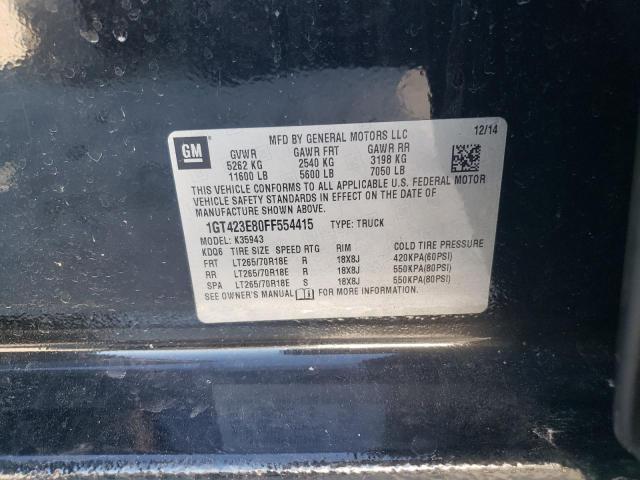 GM
MFD BY GENERAL MOTORS LLC
12/14
GVWR GAWR FRT GAWR RR
5262 KG 2540 KG 3198 KG
11600 LB 5600 LB 7050 LB
THIS VEHICLE CONFORMS TO ALL APPLICABLE U.S. FEDERAL MOTOR
VEHICLE SAFETY STANDARDS IN EFFECT ON THE DATE OF
MANUFACTURE SHOWN ABOVE.
1GT423E80FF554415 TYPE: TRUCK
MODEL: K35943
KDQ6 TIRE SIZE SPEED RTG RIM COLD TIRE PRESSURE
FRT LT265/70R18E R 18X8J 420KPA(60PSI)
RR LT265/70R18E R 18X8J 550KPA(80PSI)
SPA LT265/70R18E S 18X8J 550KPA(80PSI)
SEE OWNER'S MANUAL FOR MORE INFORMATION.